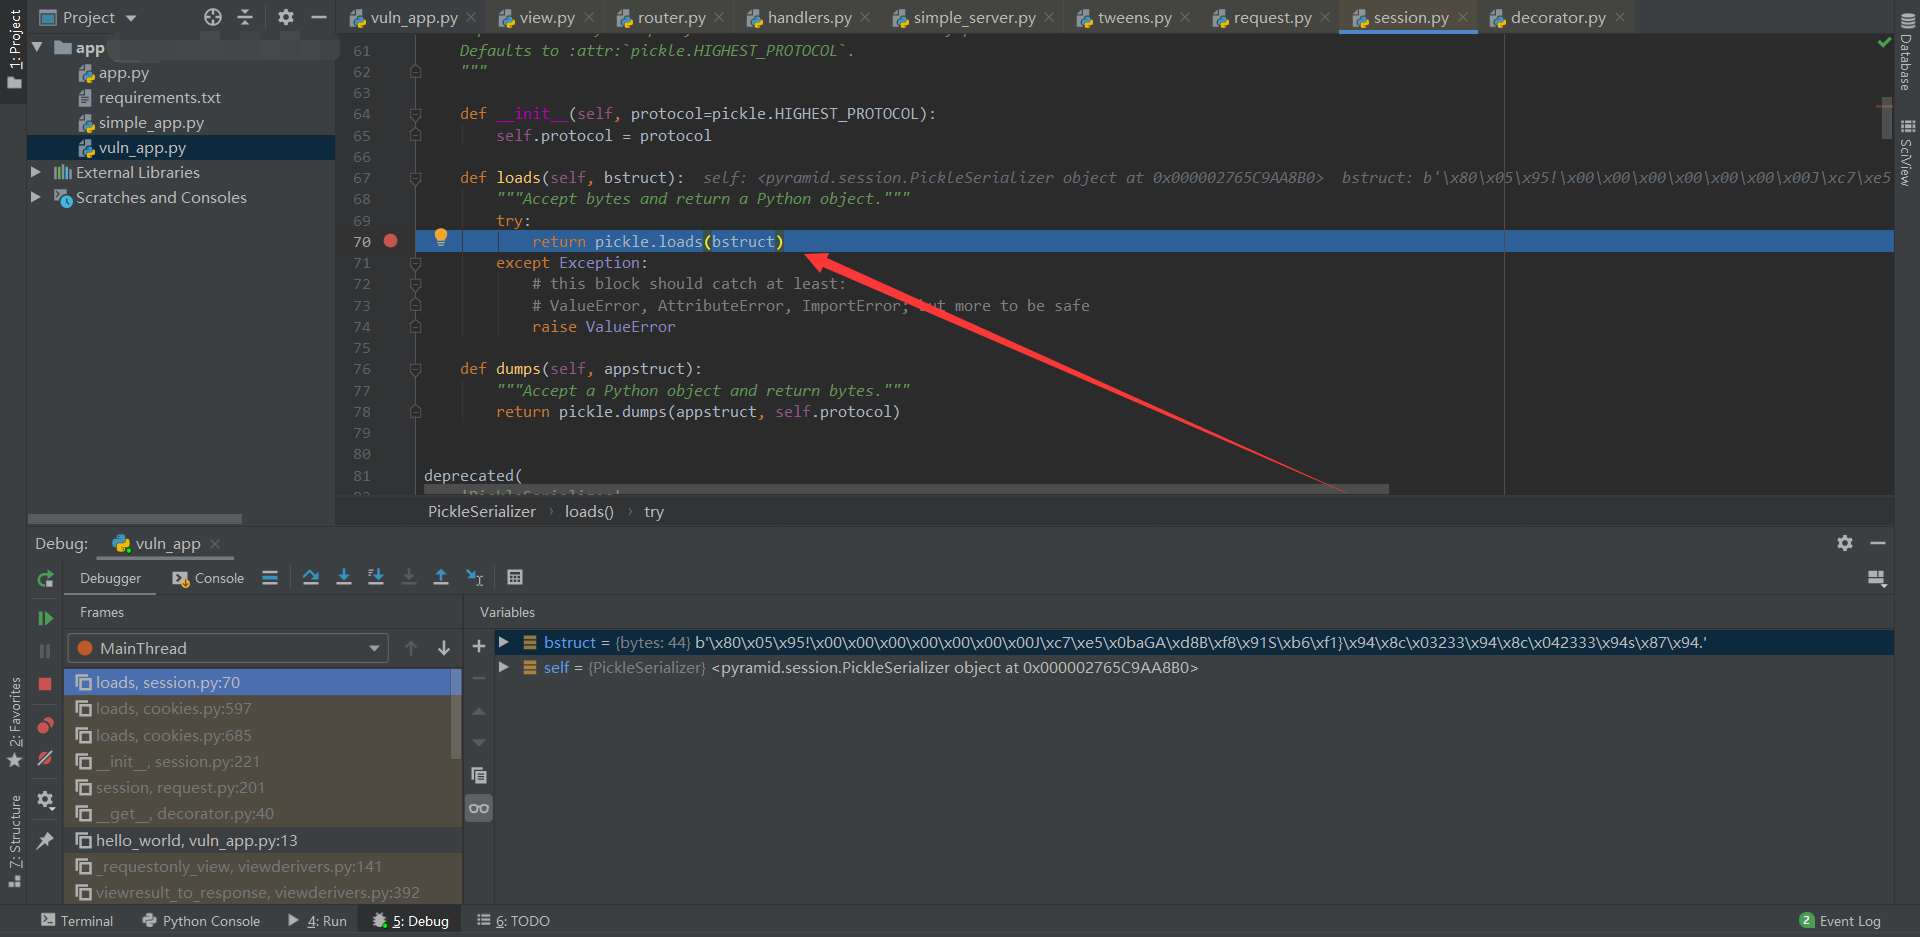 Project
vuln_app.py
view.py
router.py
handlers.py
simple_server.py
tweens.py
request.py
session.py
decorator.py
1: Project
app
app.py
requirements.txt
simple_app.py
vuln_app.py
External Libraries
Scratches and Consoles
61 Defaults to :attr:`pickle.HIGHEST_PROTOCOL`.
62 """
63
64 def __init__(self, protocol=pickle.HIGHEST_PROTOCOL):
65 self.protocol = protocol
66
67 def loads(self, bstruct): self: <pyramid.session.PickleSerializer object at 0x000002765C9AA8B0> bstruct: b'\x80\x05\x95!\x00\x00\x00\x00\x00\x00\x00J\xc7\xe5
68 """Accept bytes and return a Python object."""
69 try:
70 return pickle.loads(bstruct)
71 except Exception:
72 # this block should catch at least:
73 # ValueError, AttributeError, ImportError; but more to be safe
74 raise ValueError
75
76 def dumps(self, appstruct):
77 """Accept a Python object and return bytes."""
78 return pickle.dumps(appstruct, self.protocol)
79
80
81 deprecated(
'PickleSerializer'
PickleSerializer › loads() › try
Database
SciView
Debug: vuln_app
Debugger
Console
Frames
Variables
MainThread
loads, session.py:70
loads, cookies.py:597
loads, cookies.py:685
__init__, session.py:221
session, request.py:201
__get__, decorator.py:40
hello_world, vuln_app.py:13
_requestonly_view, viewderivers.py:141
viewresult_to_response, viewderivers.py:392
bstruct = {bytes: 44} b'\x80\x05\x95!\x00\x00\x00\x00\x00\x00\x00J\xc7\xe5\x0baGA\xd8B\xf8\x91S\xb6\xf1}\x94\x8c\x03233\x94\x8c\x042333\x94s\x87\x94.'
self = {PickleSerializer} <pyramid.session.PickleSerializer object at 0x000002765C9AA8B0>
2: Favorites
7: Structure
Terminal
Python Console
4: Run
5: Debug
6: TODO
2 Event Log